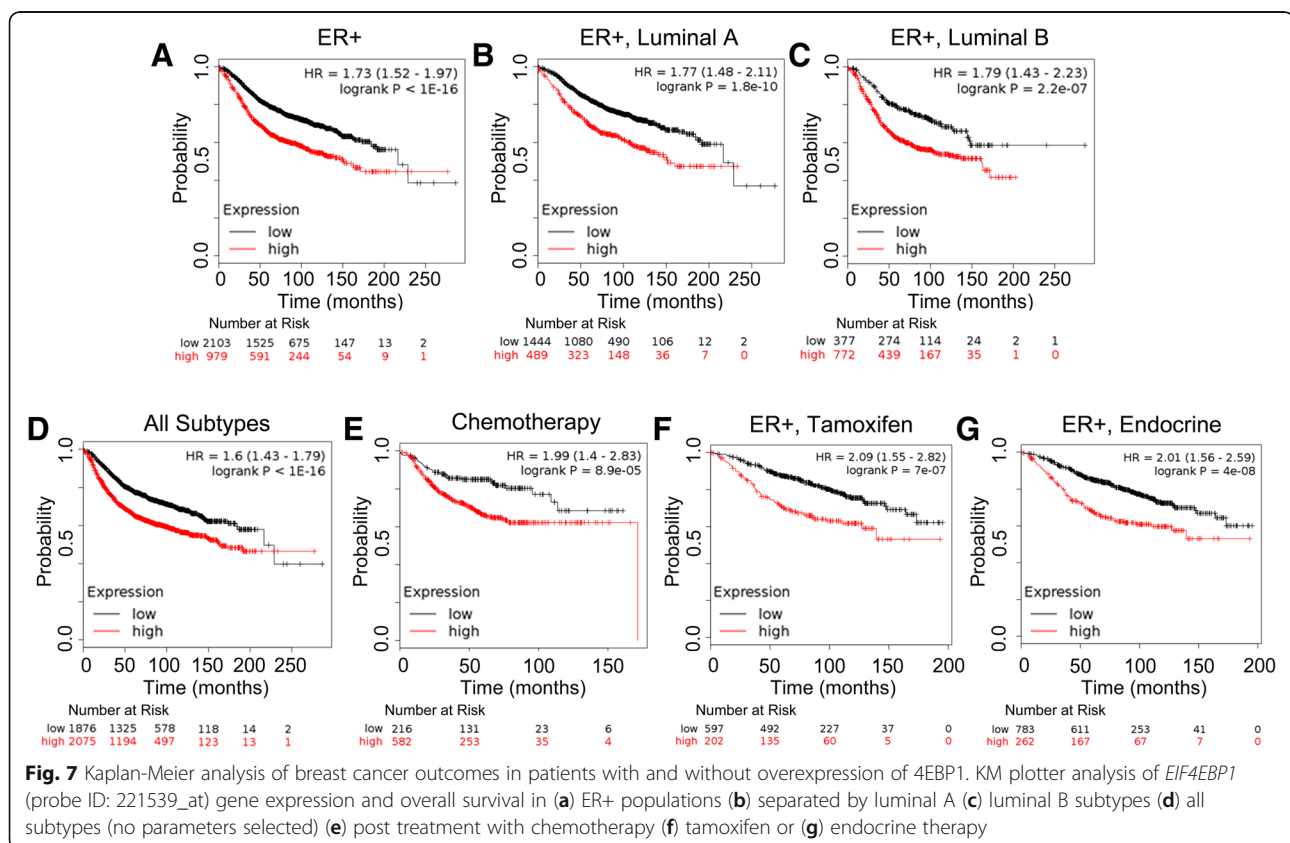 A
ER+
HR = 1.73 (1.52 - 1.97)
logrank P < 1E-16
Probability
1.0
0.5
0.0
Expression
low
high
0 50 100 150 200 250
Time (months)
Number at Risk
low 2103 1525 675 147 13 2
high 979 591 244 54 9 1
B
ER+, Luminal A
HR = 1.77 (1.48 - 2.11)
logrank P = 1.8e-10
Probability
1.0
0.5
0.0
Expression
low
high
0 50 100 150 200 250
Time (months)
Number at Risk
low 1444 1080 490 106 12 2
high 489 323 148 36 7 0
C
ER+, Luminal B
HR = 1.79 (1.43 - 2.23)
logrank P = 2.2e-07
Probability
1.0
0.5
0.0
Expression
low
high
0 50 100 150 200 250
Time (months)
Number at Risk
low 377 274 114 24 2 1
high 772 439 167 35 1 0
D
All Subtypes
HR = 1.6 (1.43 - 1.79)
logrank P < 1E-16
Probability
1.0
0.5
0.0
Expression
low
high
0 50 100 150 200 250
Time (months)
Number at Risk
low 1876 1325 578 118 14 2
high 2075 1194 497 123 13 1
E
Chemotherapy
HR = 1.99 (1.4 - 2.83)
logrank P = 8.9e-05
Probability
1.0
0.5
0.0
Expression
low
high
0 50 100 150
Time (months)
Number at Risk
low 216 131 23 6
high 582 253 35 4
F
ER+, Tamoxifen
HR = 2.09 (1.55 - 2.82)
logrank P = 7e-07
Probability
1.0
0.5
0.0
Expression
low
high
0 50 100 150 200
Time (months)
Number at Risk
low 597 492 227 37 0
high 202 135 60 5 0
G
ER+, Endocrine
HR = 2.01 (1.56 - 2.59)
logrank P = 4e-08
Probability
1.0
0.5
0.0
Expression
low
high
0 50 100 150 200
Time (months)
Number at Risk
low 783 611 253 41 0
high 262 167 67 7 0
Fig. 7 Kaplan-Meier analysis of breast cancer outcomes in patients with and without overexpression of 4EBP1. KM plotter analysis of EIF4EBP1
(probe ID: 221539_at) gene expression and overall survival in (a) ER+ populations (b) separated by luminal A (c) luminal B subtypes (d) all
subtypes (no parameters selected) (e) post treatment with chemotherapy (f) tamoxifen or (g) endocrine therapy